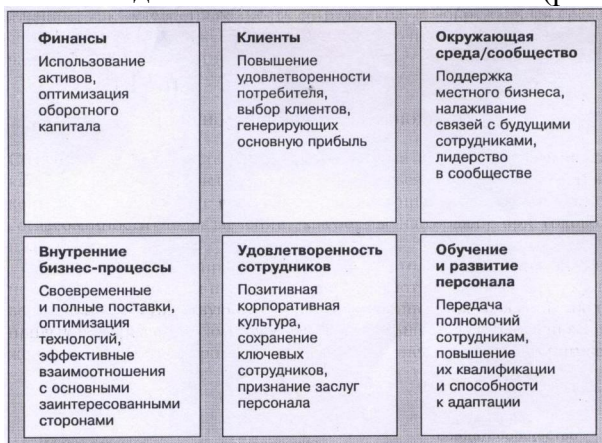 Финансы
Использование
активов,
оптимизация
оборотного
капитала
Клиенты
Повышение
удовлетворенности
потребителя,
выбор клиентов,
генерирующих
основную прибыль
Окружающая
среда/сообщество
Поддержка
местного бизнеса,
налаживание
связей с будущими
сотрудниками,
лидерство
в сообществе
Внутренние
бизнес-процессы
Своевременные
и полные поставки,
оптимизация
технологий,
эффективные
взаимоотношения
с основными
заинтересованными
сторонами
Удовлетворенность
сотрудников
Позитивная
корпоративная
культура,
сохранение
ключевых
сотрудников,
признание заслуг
персонала
Обучение
и развитие
персонала
Передача
полномочий
сотрудникам,
повышение
их квалификации
и способности
к адаптации